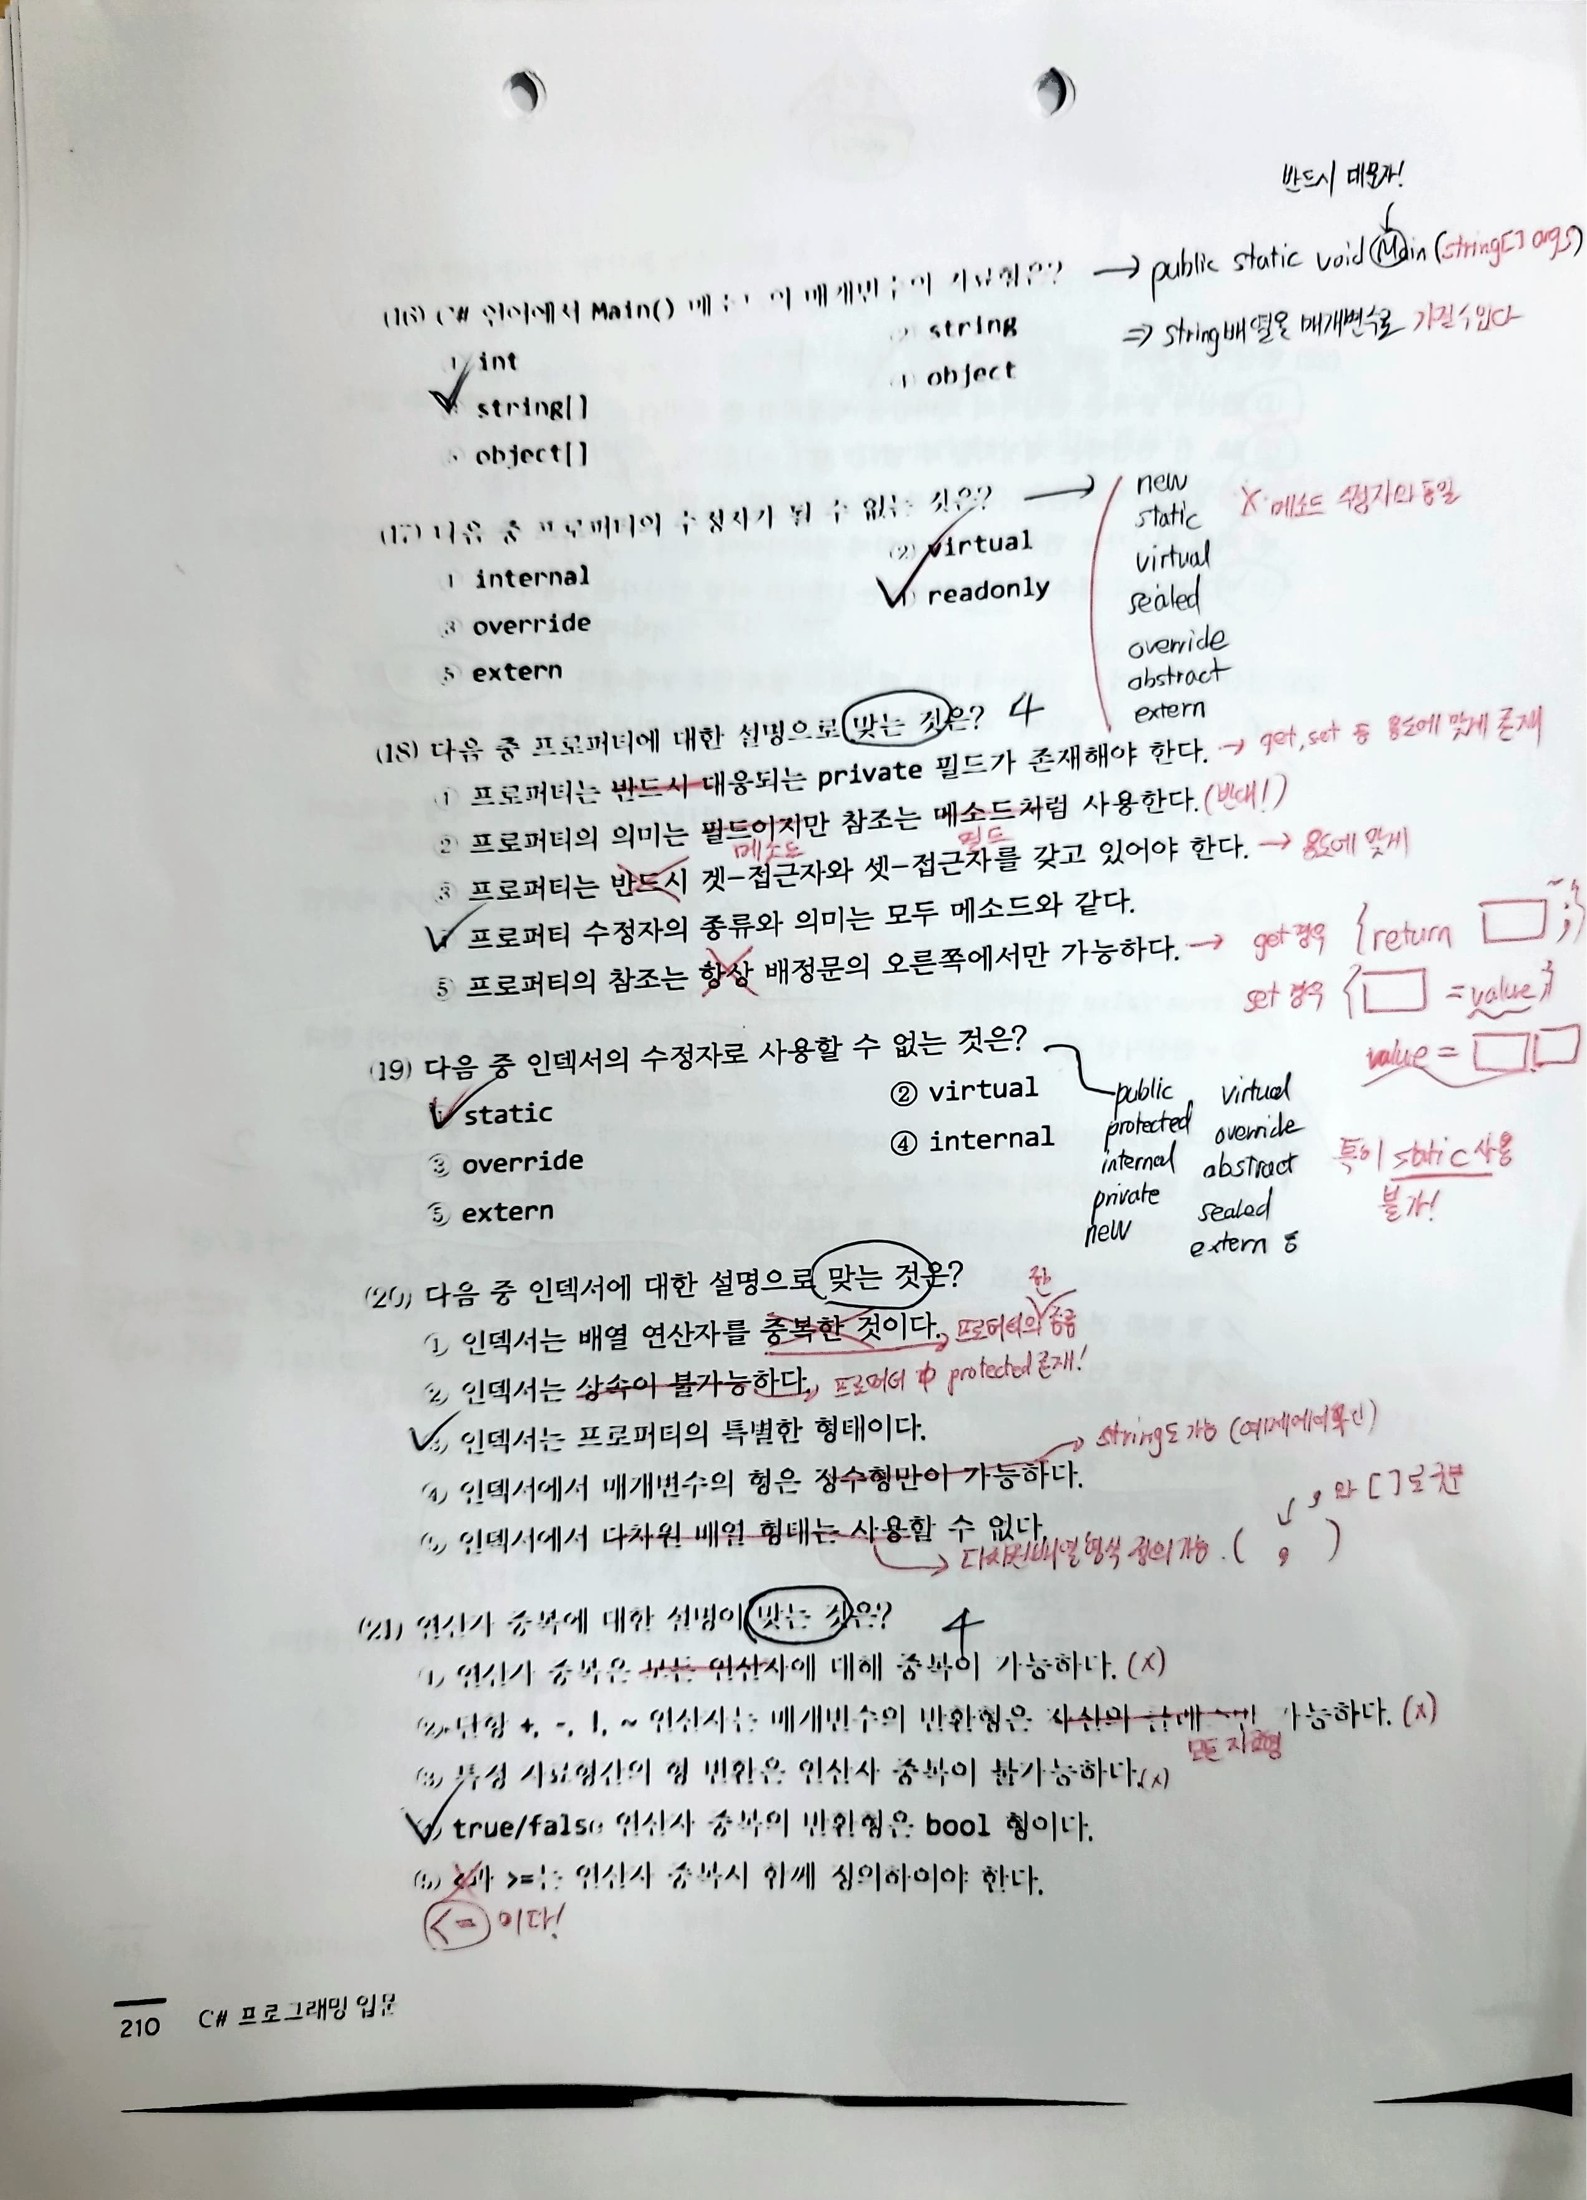 반드시 대문자!
(16) C# 언어에서 Main() 메소드의 매개변수의 자료형은? → public static void Main (string[] args)
① int ② string ⇒ string 배열을 매개변수로 가질 수 있다
string[] ④ object
⑤ object[]
(17) 다음 중 프로퍼티의 수정자가 될 수 없는 것은? → new
static
virtual
sealed
override
abstract
extern
X 메소드 수정자와 동일
① internal ② virtual
③ override ④ readonly
⑤ extern
(18) 다음 중 프로퍼티에 대한 설명으로 맞는 것은? 4
① 프로퍼티는 반드시 대응되는 private 필드가 존재해야 한다. → get, set 등 용도에 맞게 존재
② 프로퍼티의 의미는 필드이지만 참조는 메소드처럼 사용한다. (반대!)
메소드 필드
③ 프로퍼티는 반드시 겟-접근자와 셋-접근자를 갖고 있어야 한다. → 용도에 맞게
프로퍼티 수정자의 종류와 의미는 모두 메소드와 같다.
⑤ 프로퍼티의 참조는 항상 배정문의 오른쪽에서만 가능하다. → get 경우 { return ; }
set 경우 { = value; }
value =
(19) 다음 중 인덱서의 수정자로 사용할 수 없는 것은?
static ② virtual
③ override ④ internal
⑤ extern
public virtual
protected override
internal abstract
private sealed
new extern 등
특히 static 사용
불가!
(20) 다음 중 인덱서에 대한 설명으로 맞는 것은?
① 인덱서는 배열 연산자를 중복한 것이다. 프로퍼티의 한 종류
② 인덱서는 상속이 불가능하다. 프로퍼티 中 protected 존재!
③ 인덱서는 프로퍼티의 특별한 형태이다.
④ 인덱서에서 매개변수의 형은 정수형만이 가능하다. → string도 가능 (예제에서 확인)
⑤ 인덱서에서 다차원 배열 형태는 사용할 수 없다.
→ 다차원 배열 형식 정의 가능. ( , ) , 와 [ ]로 구분
(21) 연산자 중복에 대한 설명이 맞는 것은? 4
① 연산자 중복은 모든 연산자에 대해 중복이 가능하다. (X)
② 단항 +, -, !, ~ 연산자는 매개변수의 반환형은 자신의 클래스만 가능하다. (X)
모든 자료형
③ 특정 자료형간의 형 변환은 연산자 중복이 불가능하다. (X)
true/false 연산자 중복의 반환형은 bool 형이다.
⑤ <과 >=는 연산자 중복시 함께 정의하여야 한다.
<= 이다!
210 C# 프로그래밍 입문